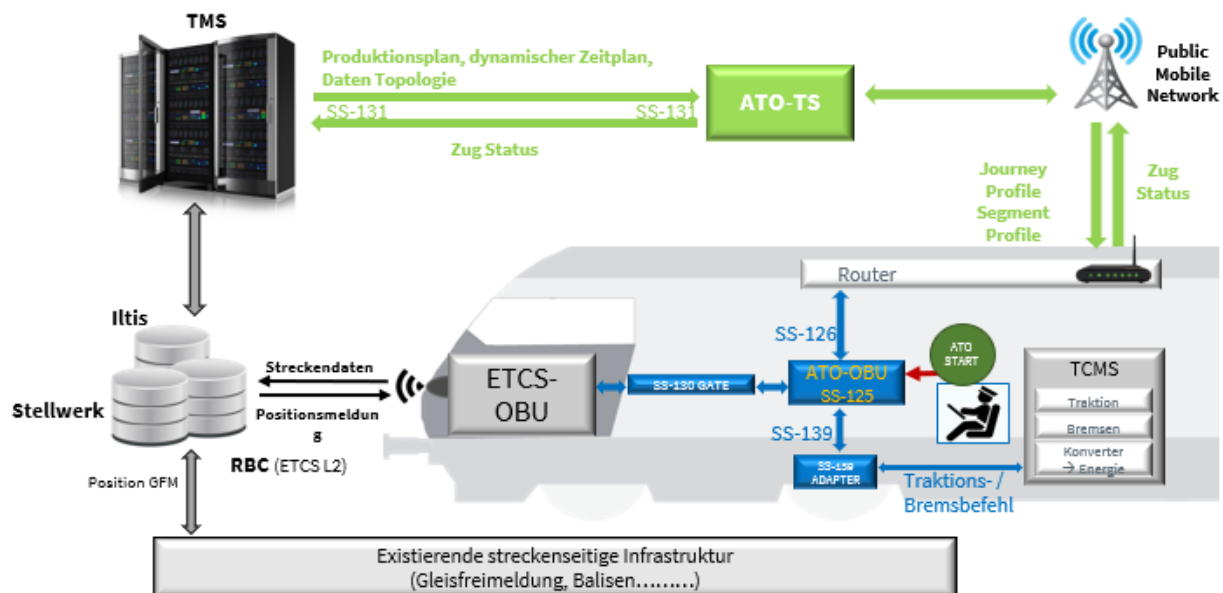 TMS
Produktionsplan, dynamischer Zeitplan,
Daten Topologie
SS-131
SS-131
Zug Status
ATO-TS
Public
Mobile
Network
Journey
Profile
Segment
Profile
Zug
Status
Router
SS-126
ATO
START
Iltis
Stellwerk
Streckendaten
Positionsmeldun
g
RBC (ETCS L2)
ETCS-
OBU
SS-130 GATE
ATO-OBU
SS-125
SS-139
SS-139
ADAPTER
Traktions- /
Bremsbefehl
TCMS
Traktion
Bremsen
Konverter
→ Energie
Position GFM
Existierende streckenseitige Infrastruktur
(Gleisfreimeldung, Balisen.........)